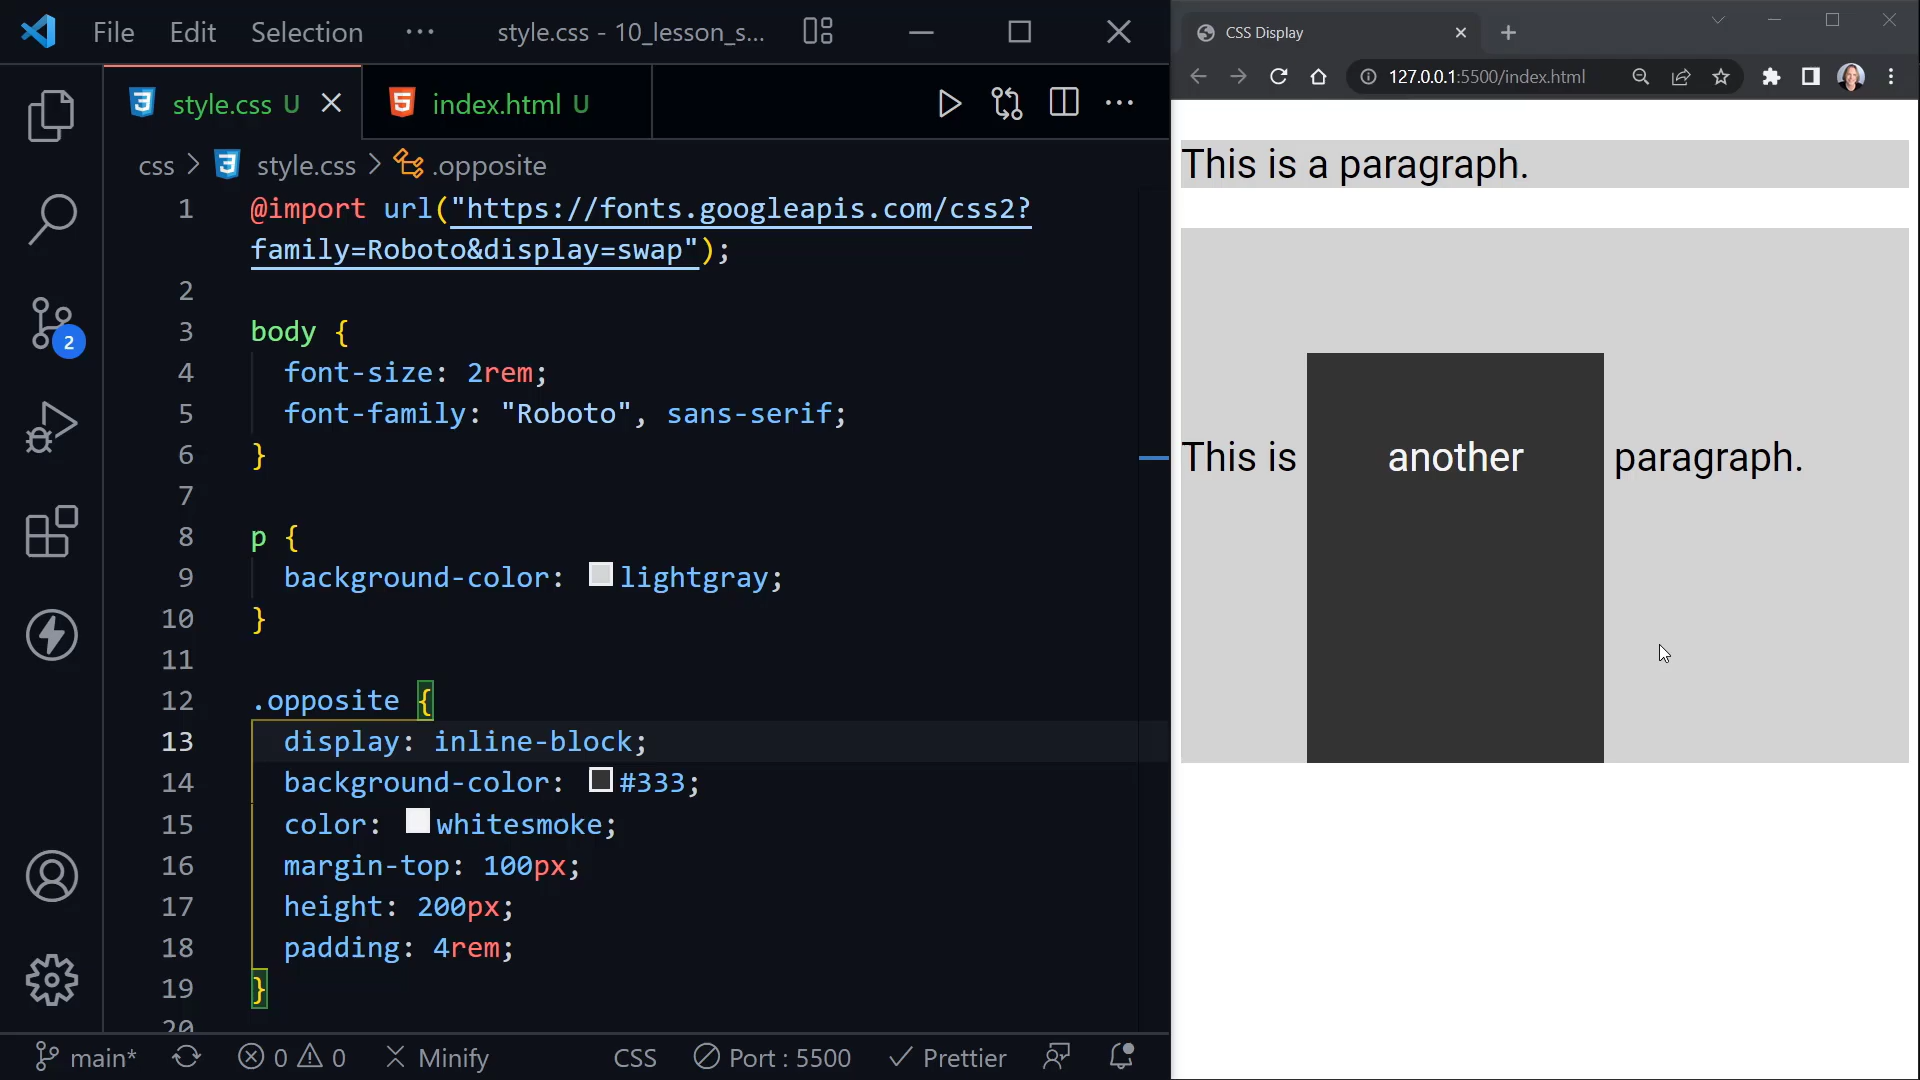 File Edit Selection ··· style.css - 10_lesson_s...
style.css U index.html U
css > style.css > .opposite
1 @import url("https://fonts.googleapis.com/css2?
family=Roboto&display=swap");
2
3 body {
4 font-size: 2rem;
5 font-family: "Roboto", sans-serif;
6 }
7
8 p {
9 background-color: lightgray;
10 }
11
12 .opposite {
13 display: inline-block;
14 background-color: #333;
15 color: whitesmoke;
16 margin-top: 100px;
17 height: 200px;
18 padding: 4rem;
19 }
20
2
main* 0 0 Minify CSS Port : 5500 Prettier
CSS Display
127.0.0.1:5500/index.html
This is a paragraph.
This is another paragraph.